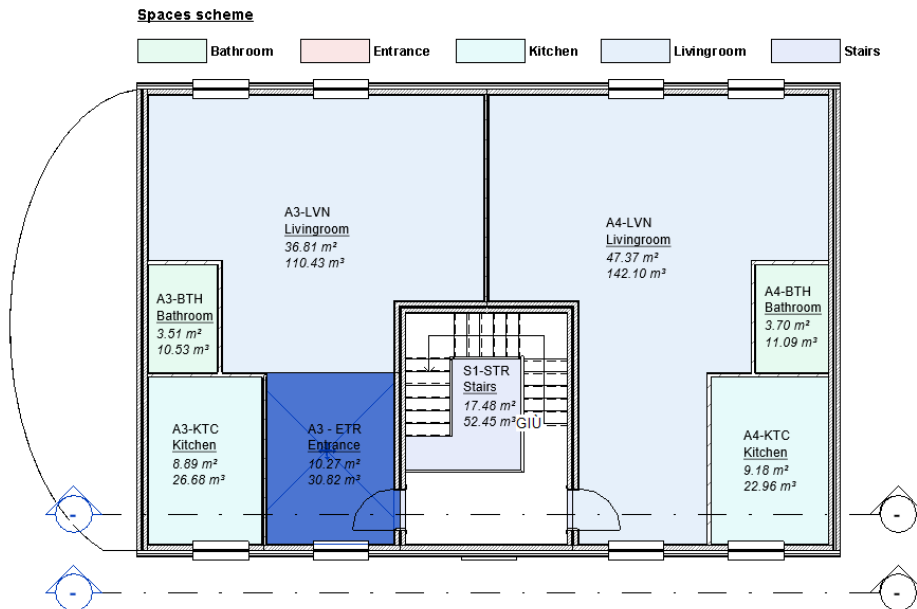 Spaces scheme
Bathroom
Entrance
Kitchen
Livingroom
Stairs
A3-LVN
Livingroom
36.81 m²
110.43 m³
A4-LVN
Livingroom
47.37 m²
142.10 m³
A3-BTH
Bathroom
3.51 m²
10.53 m³
A4-BTH
Bathroom
3.70 m²
11.09 m³
S1-STR
Stairs
17.48 m²
52.45 m³
GIÙ
A3-KTC
Kitchen
8.89 m²
26.68 m³
A3 - ETR
Entrance
10.27 m²
30.82 m³
A4-KTC
Kitchen
9.18 m²
22.96 m³
-
-
-
-